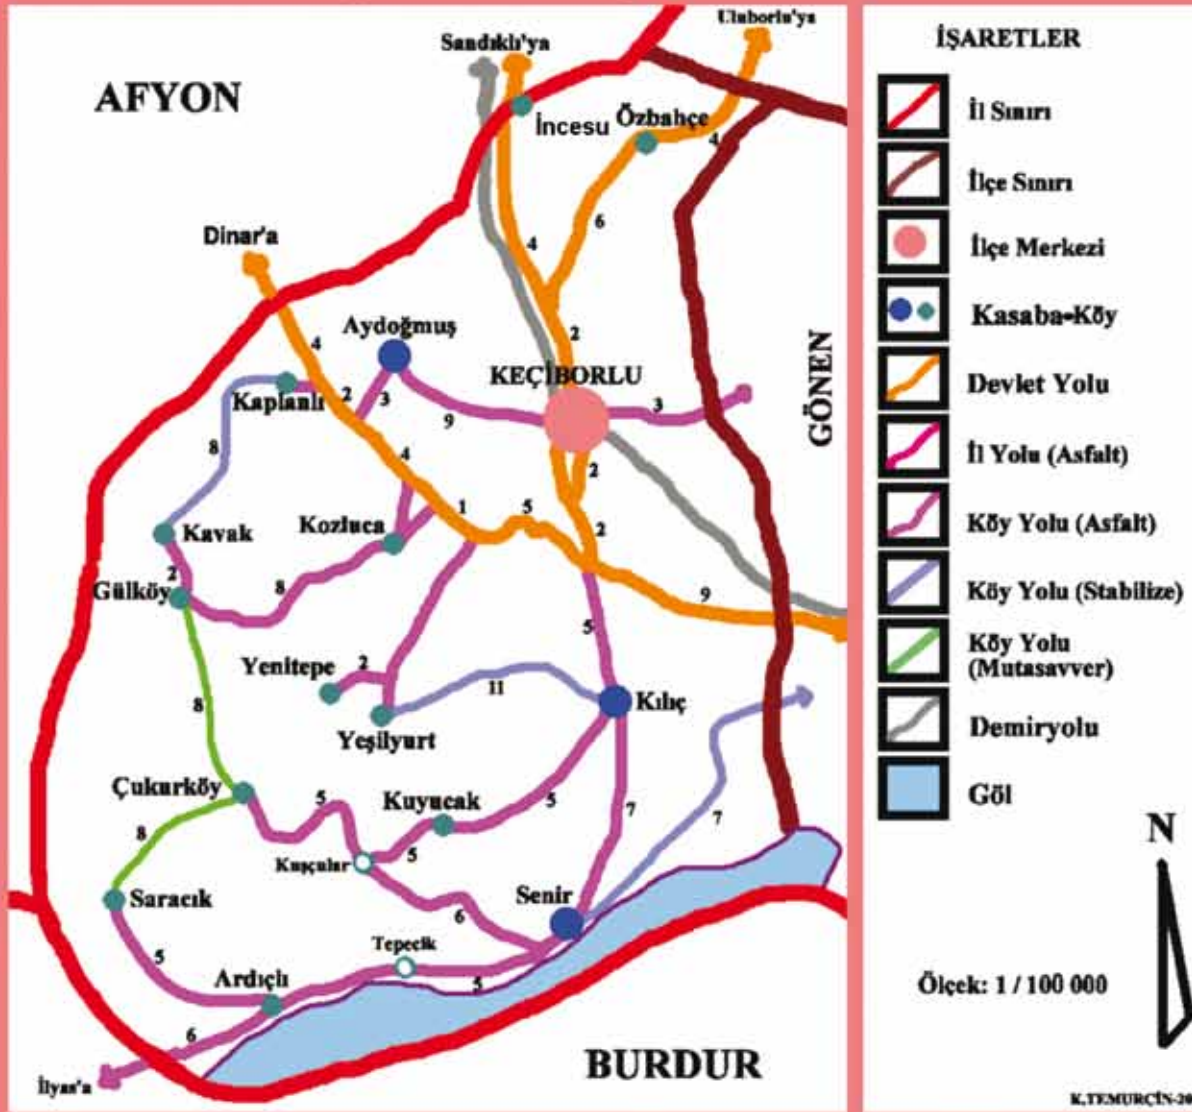 Uluborlu'ya
Sandıklı'ya
AFYON
İncesu
Özbahçe
4
Dinar'a
6
4
Aydoğmuş
4
2
KEÇİBORLU
GÖNEN
Kaplanlı
2
3
9
3
8
4
2
1
5
2
Kozluca
Kavak
2
Gülköy
8
9
5
Yenitepe
2
11
Kılıç
8
Yeşilyurt
Çukurköy
5
Kuyucak
5
7
7
8
Kuşçular
5
Saracık
Senir
6
Tepecik
5
Ardıçlı
5
6
İlyas'a
BURDUR
İŞARETLER
İl Sınırı
İlçe Sınırı
İlçe Merkezi
Kasaba-Köy
Devlet Yolu
İl Yolu (Asfalt)
Köy Yolu (Asfalt)
Köy Yolu (Stabilize)
Köy Yolu
(Mutasavver)
Demiryolu
Göl
N
Ölçek: 1 / 100 000
K.TEMURÇİN-20